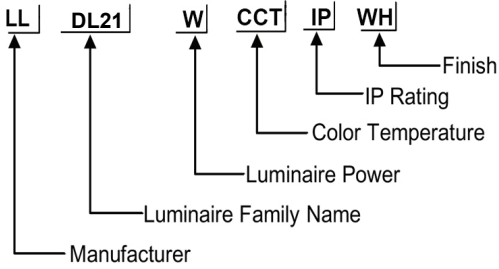 LL DL21 W CCT IP WH
Finish
IP Rating
Color Temperature
Luminaire Power
Luminaire Family Name
Manufacturer